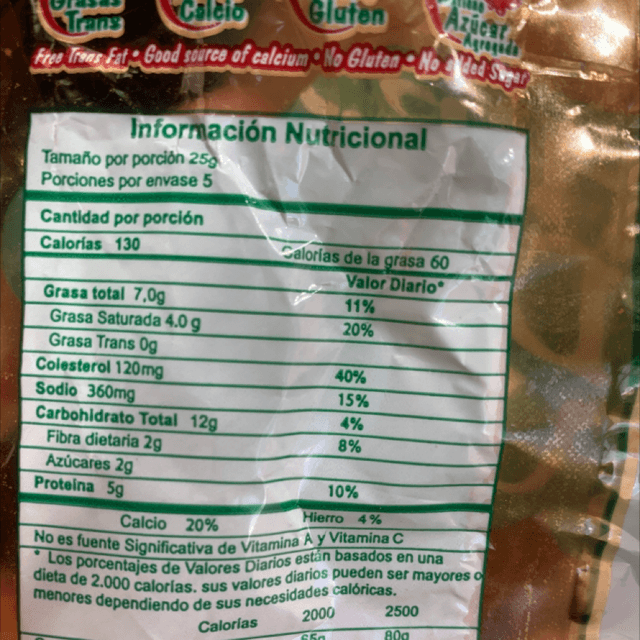 Grasas
Trans
Calcio
Gluten
Azúcar
Agregado
Free Trans Fat • Good source of calcium • No Gluten • No added Sugar
Información Nutricional
Tamaño por porción 25g
Porciones por envase 5
Cantidad por porción
Calorías 130 Calorías de la grasa 60
Valor Diario*
Grasa total 7,0g 11%
Grasa Saturada 4.0 g 20%
Grasa Trans 0g
Colesterol 120mg 40%
Sodio 360mg 15%
Carbohidrato Total 12g 4%
Fibra dietaria 2g 8%
Azúcares 2g
Proteína 5g 10%
Calcio 20% Hierro 4%
No es fuente Significativa de Vitamina A y Vitamina C
* Los porcentajes de Valores Diarios están basados en una
dieta de 2.000 calorías. sus valores diarios pueden ser mayores o
menores dependiendo de sus necesidades calóricas.
Calorías 2000 2500
65g 80g